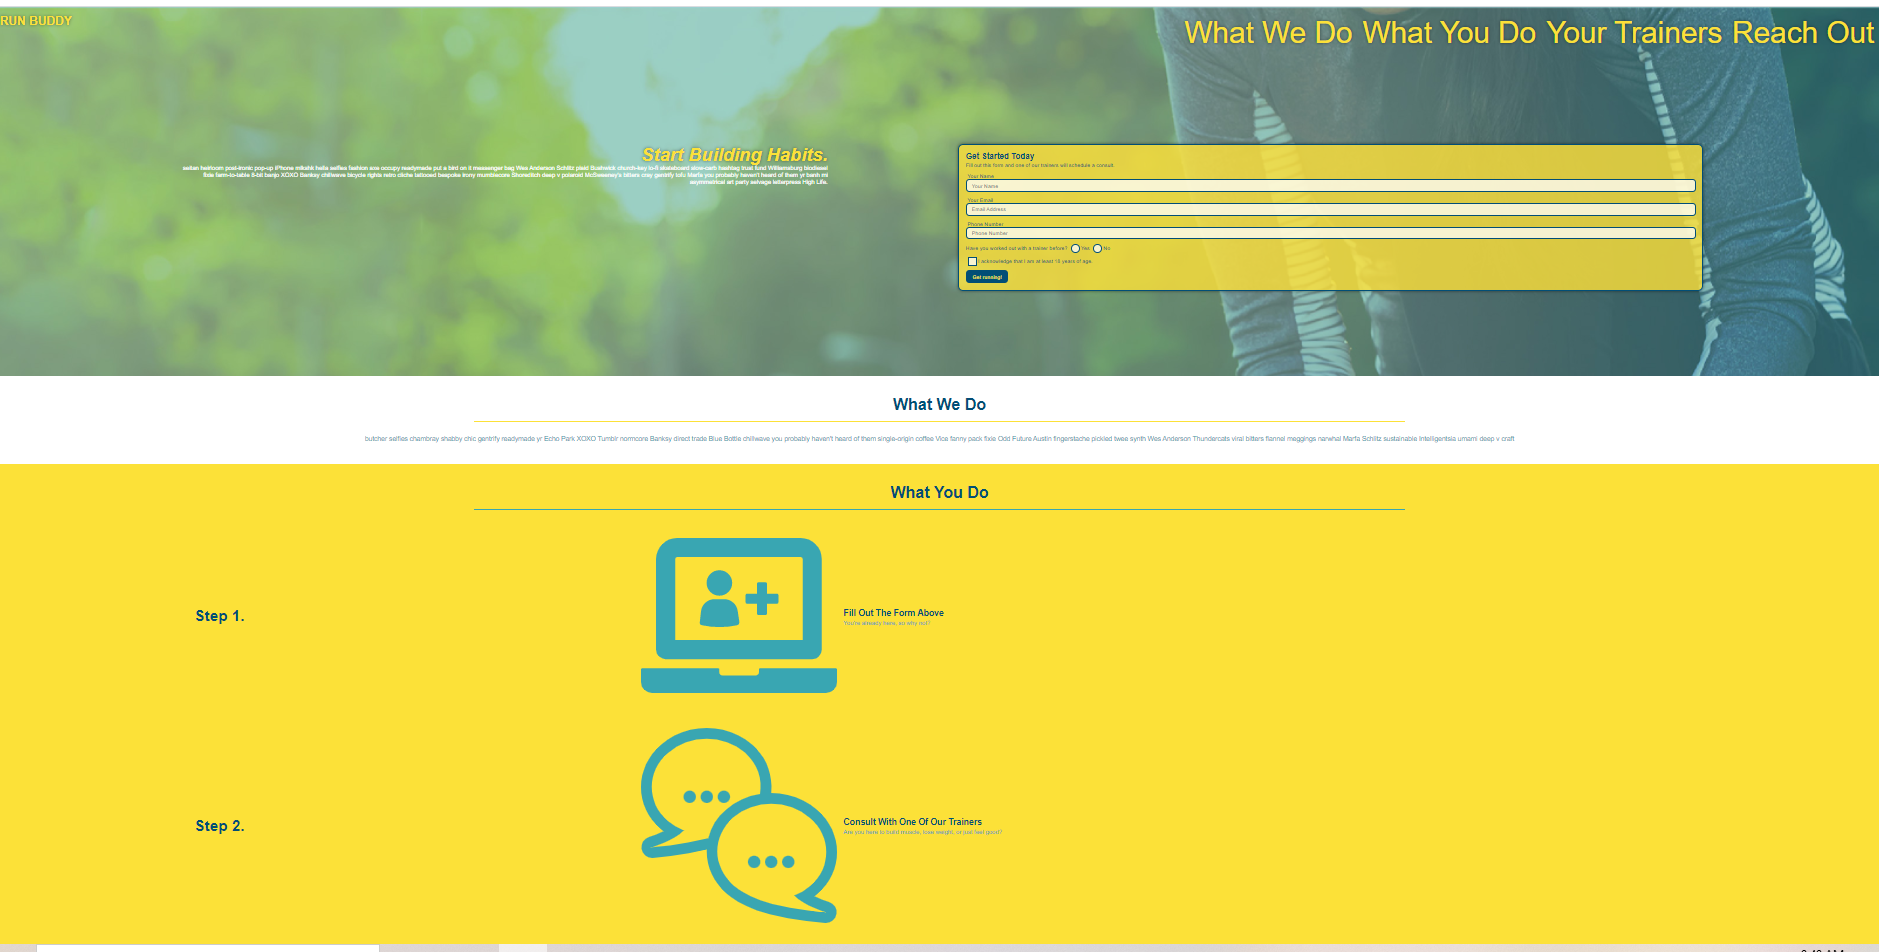 RUN BUDDY
What We Do What You Do Your Trainers Reach Out
Start Building Habits.
seitan heirloom post-ironic pop-up iPhone mlkshk hella selfies fashion axe occupy readymade put a bird on it messenger bag Wes Anderson Schlitz plaid Bushwick church-key lo-fi skateboard slow-carb hashtag trust fund Williamsburg biodiesel
fixie farm-to-table 8-bit banjo XOXO Banksy chillwave bicycle rights retro cliche tattooed bespoke irony mumblecore Shoreditch deep v polaroid McSweeney's bitters cray gentrify tofu Marfa you probably haven't heard of them yr banh mi
asymmetrical art party selvage letterpress High Life.
Get Started Today
Fill out this form and one of our trainers will schedule a consult.
Your Name
Your Name
Your Email
Email Address
Phone Number
Phone Number
Have you worked out with a trainer before? Yes No
I acknowledge that I am at least 18 years of age.
Get running!
What We Do
butcher selfies chambray shabby chic gentrify readymade yr Echo Park XOXO Tumblr normcore Banksy direct trade Blue Bottle chillwave you probably haven't heard of them single-origin coffee Vice fanny pack fixie Odd Future Austin fingerstache pickled twee synth Wes Anderson Thundercats viral bitters flannel meggings narwhal Marfa Schlitz sustainable Intelligentsia umami deep v craft
What You Do
Step 1.
Fill Out The Form Above
You're already here, so why not?
Step 2.
Consult With One Of Our Trainers
Are you here to build muscle, lose weight, or just feel good?